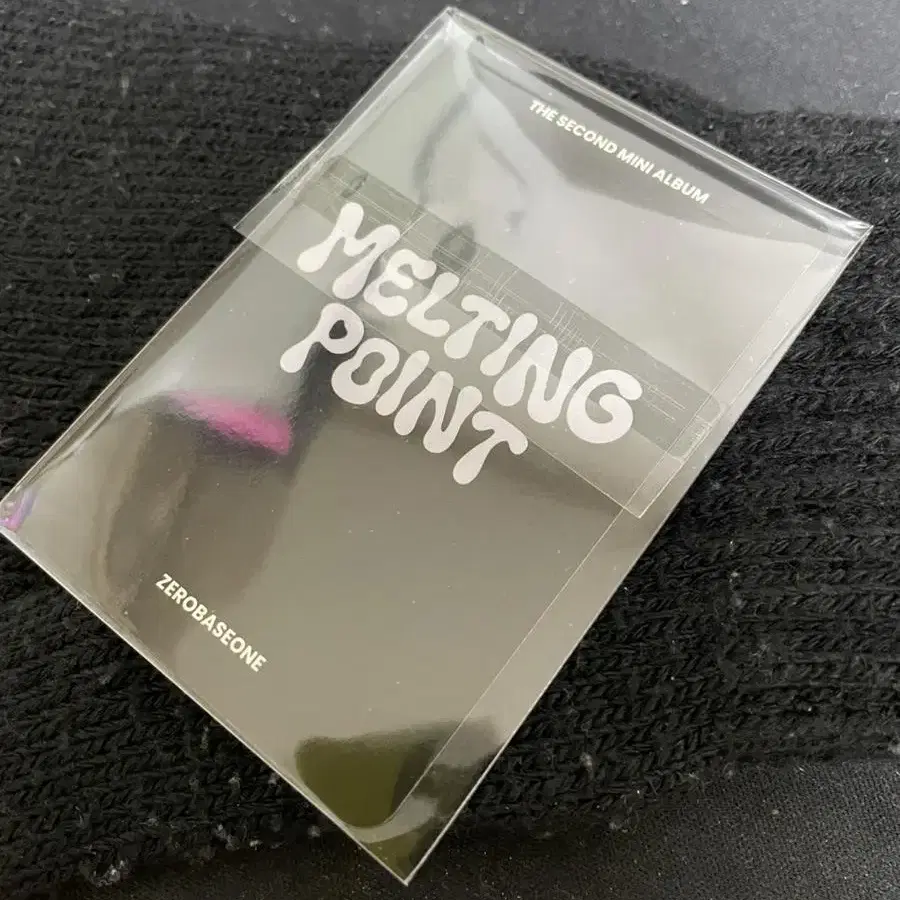 THE SECOND MINI ALBUM
MELTING
POINT
ZEROBASEONE